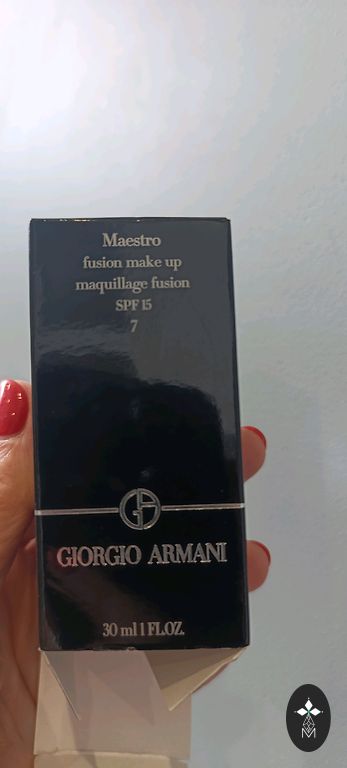 Maestro
fusion make up
maquillage fusion
SPF 15
7
GIORGIO ARMANI
30 ml 1 FL.OZ.